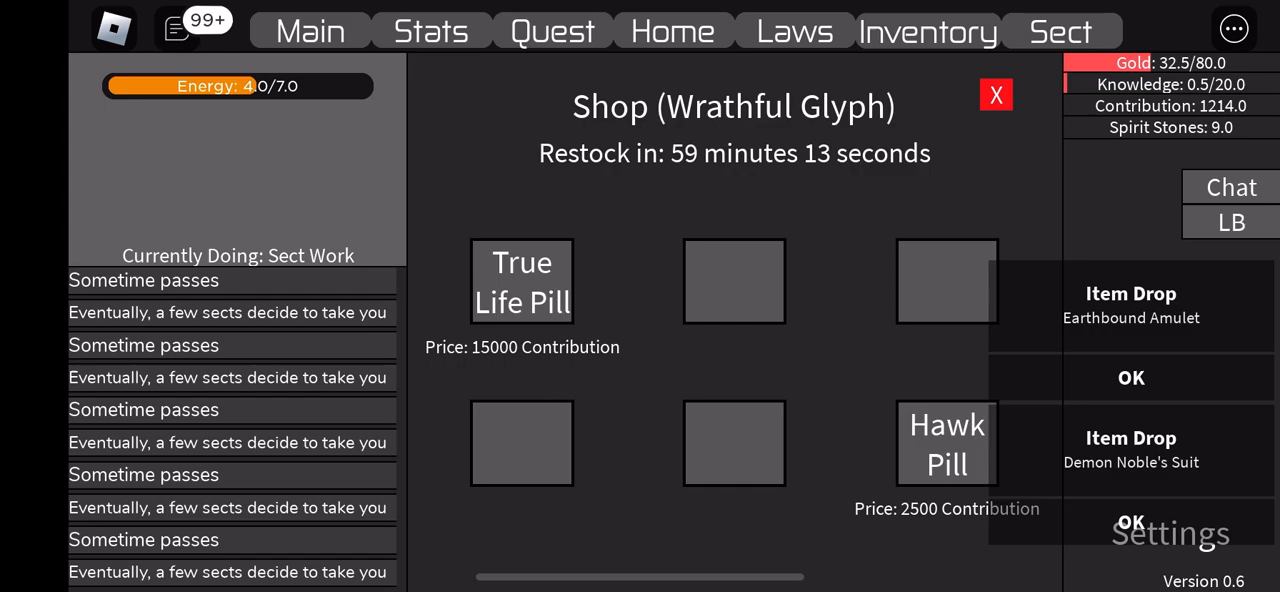 99+
Main
Stats
Quest
Home
Laws
Inventory
Sect
Energy: 4.0/7.0
Currently Doing: Sect Work
Sometime passes
Eventually, a few sects decide to take you
Sometime passes
Eventually, a few sects decide to take you
Sometime passes
Eventually, a few sects decide to take you
Sometime passes
Eventually, a few sects decide to take you
Sometime passes
Eventually, a few sects decide to take you
Shop (Wrathful Glyph)
X
Restock in: 59 minutes 13 seconds
True
Life Pill
Price: 15000 Contribution
Hawk
Pill
Price: 2500 Contribution
Gold: 32.5/80.0
Knowledge: 0.5/20.0
Contribution: 1214.0
Spirit Stones: 9.0
Chat
LB
Item Drop
Earthbound Amulet
OK
Item Drop
Demon Noble's Suit
OK
Settings
Version 0.6